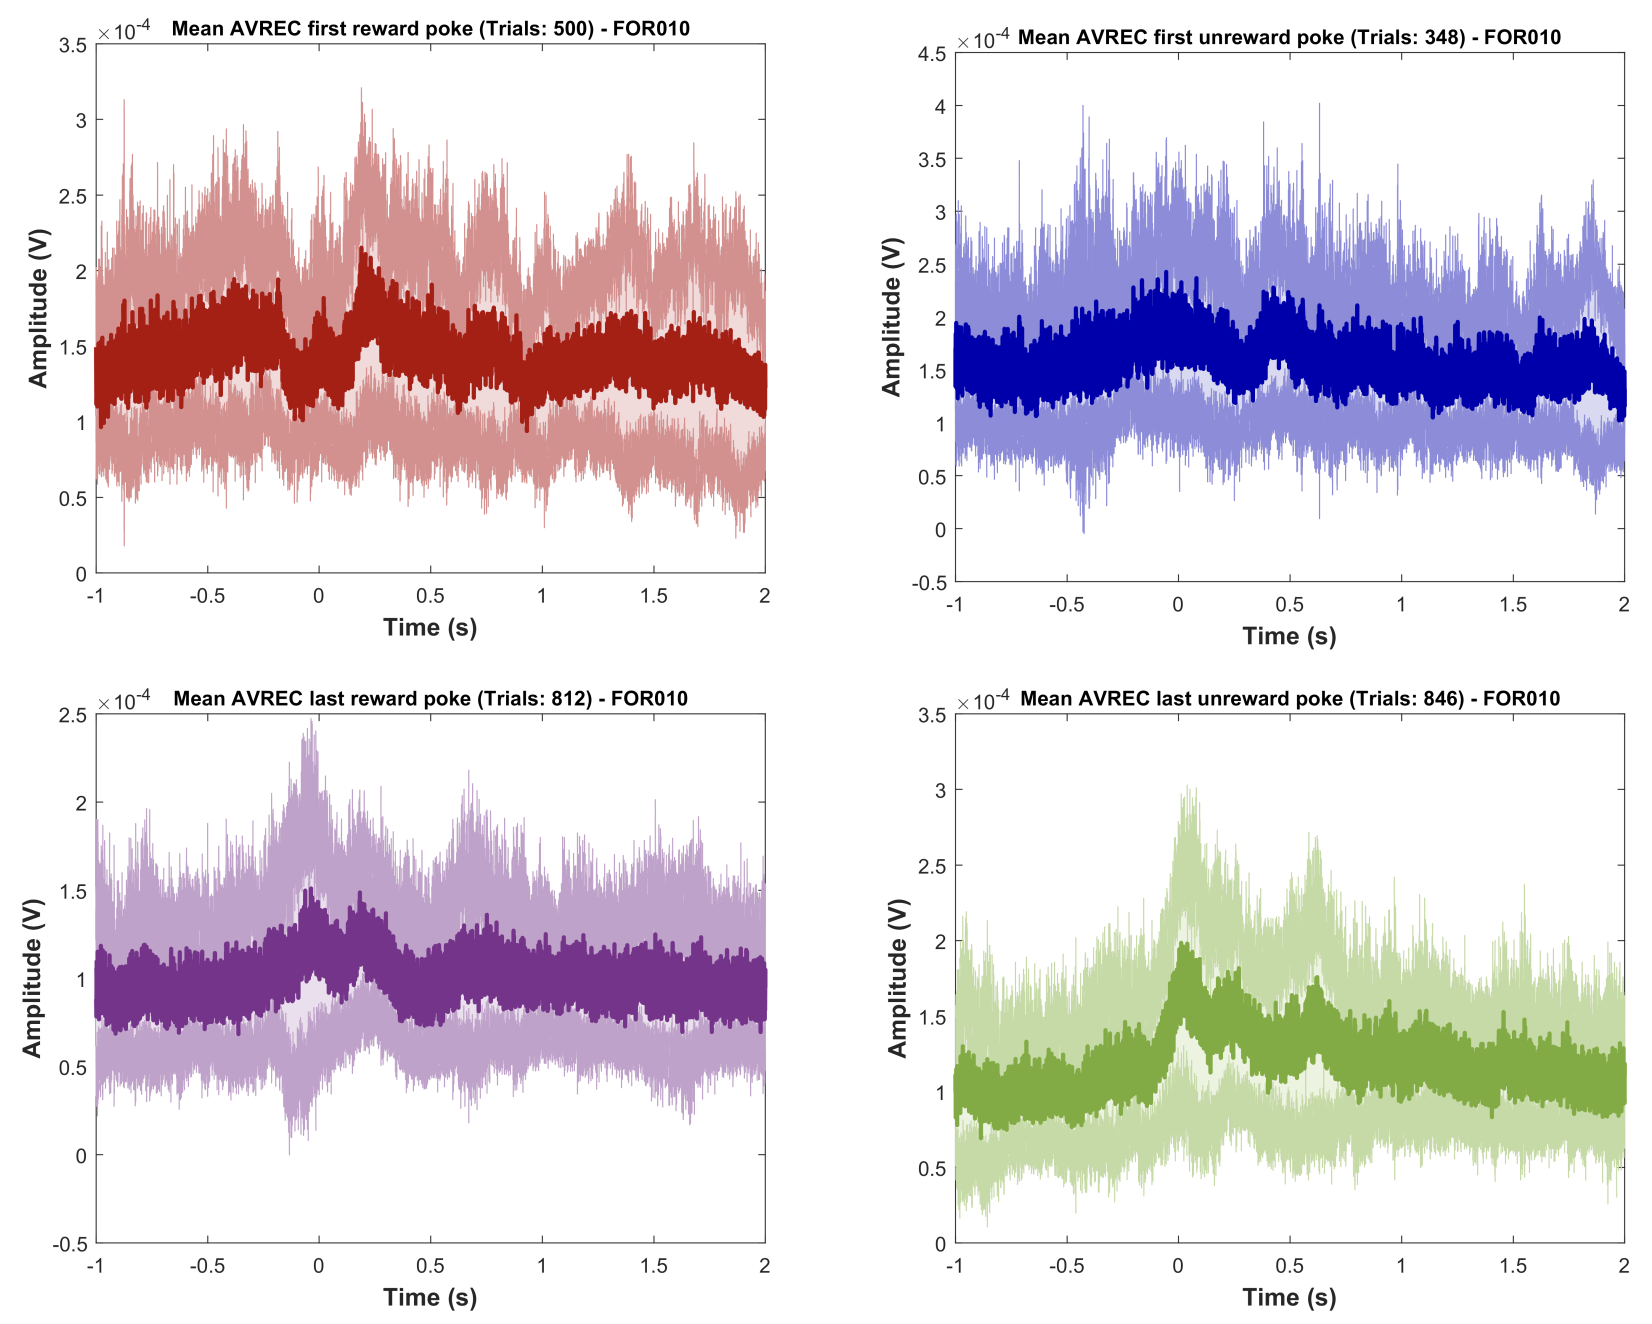 Mean AVREC first reward poke (Trials: 500) - FOR010
×10-4
3.5
3
2.5
2
1.5
1
0.5
0
Amplitude (V)
-1 -0.5 0 0.5 1 1.5 2
Time (s)
Mean AVREC first unreward poke (Trials: 348) - FOR010
×10-4
4.5
4
3.5
3
2.5
2
1.5
1
0.5
0
-0.5
Amplitude (V)
-1 -0.5 0 0.5 1 1.5 2
Time (s)
Mean AVREC last reward poke (Trials: 812) - FOR010
×10-4
2.5
2
1.5
1
0.5
0
-0.5
Amplitude (V)
-1 -0.5 0 0.5 1 1.5 2
Time (s)
Mean AVREC last unreward poke (Trials: 846) - FOR010
×10-4
3.5
3
2.5
2
1.5
1
0.5
0
Amplitude (V)
-1 -0.5 0 0.5 1 1.5 2
Time (s)